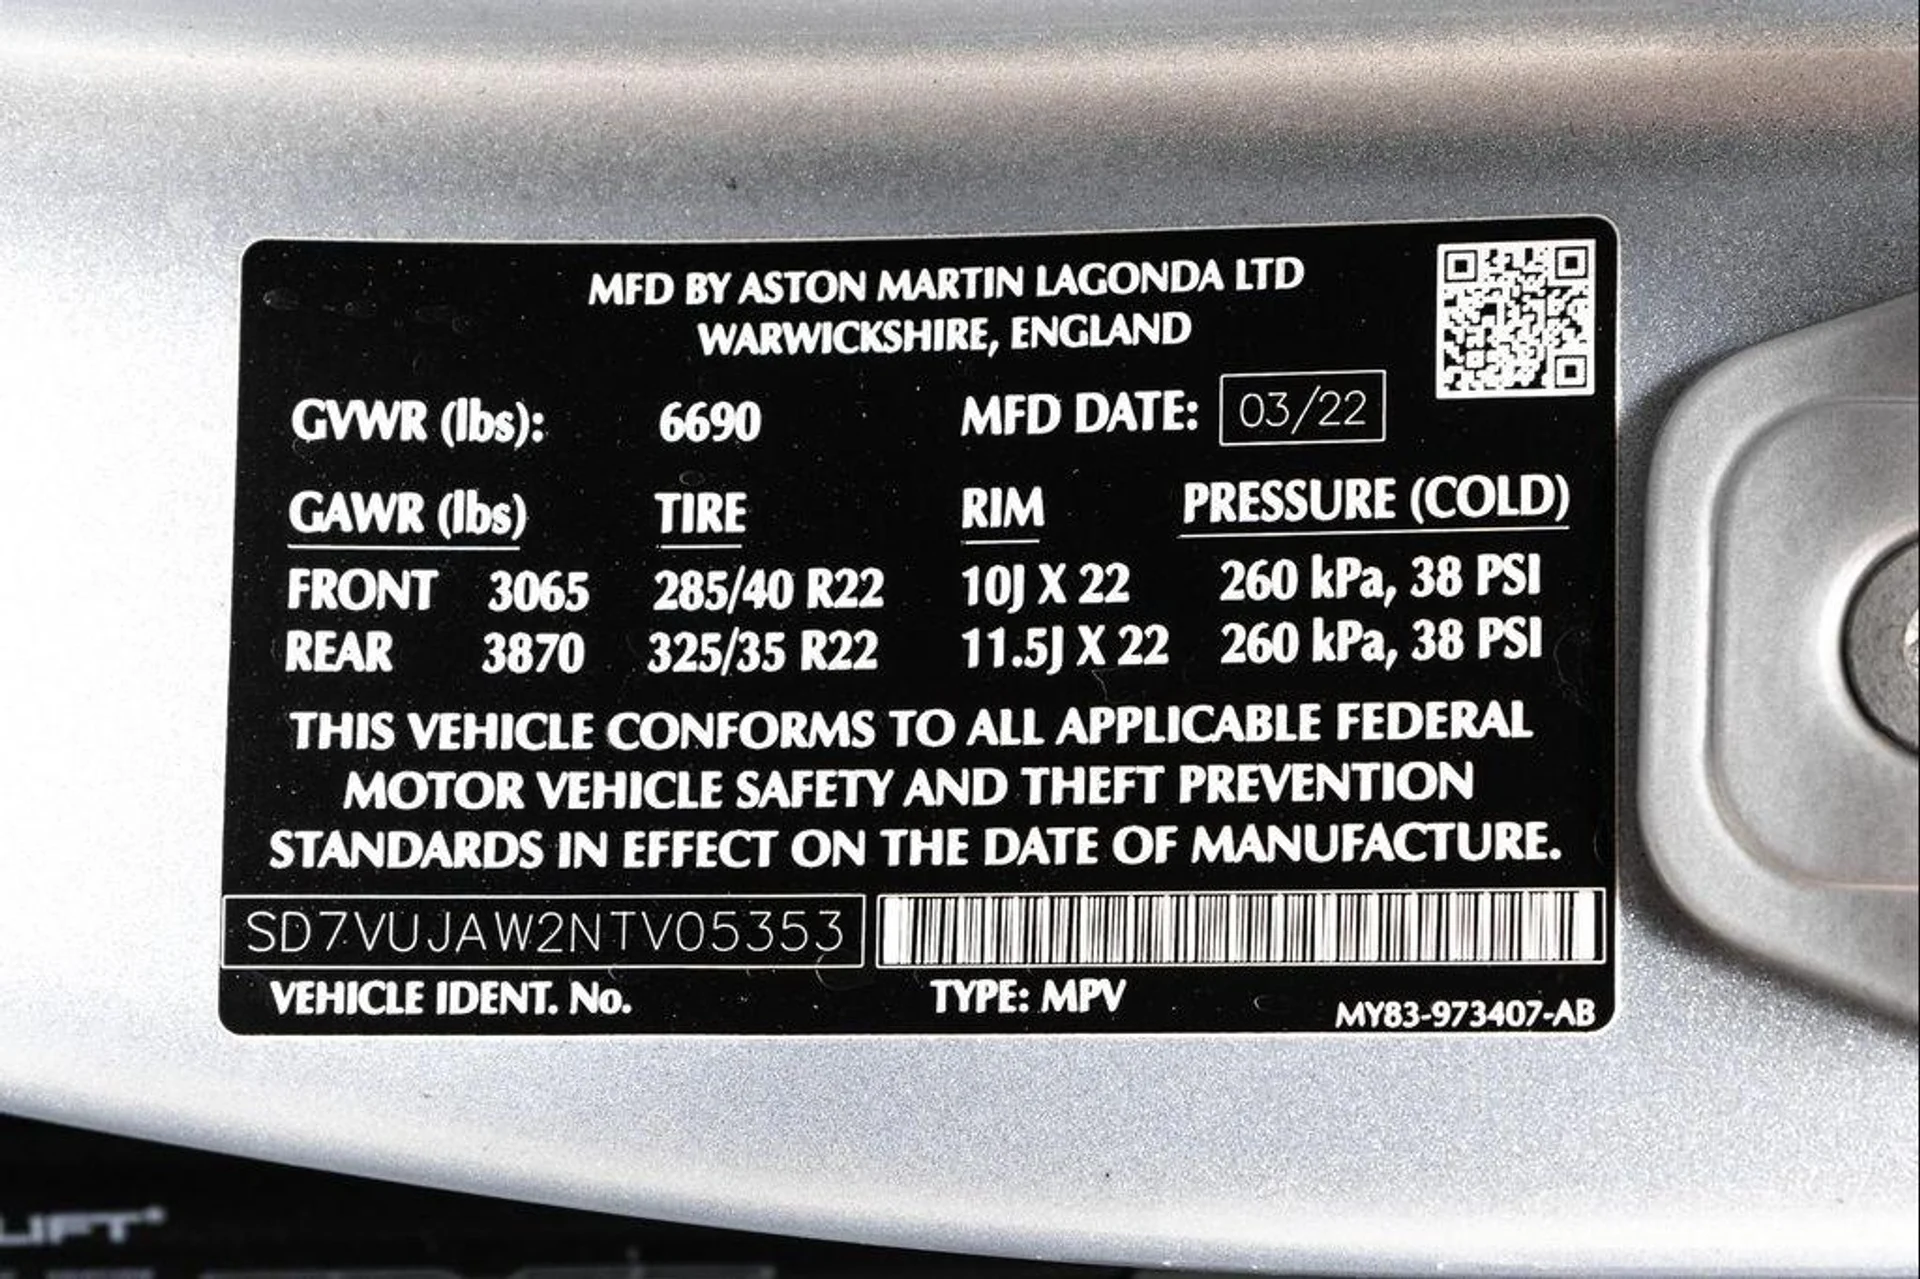 MFD BY ASTON MARTIN LAGONDA LTD
WARWICKSHIRE, ENGLAND
GVWR (lbs): 6690 MFD DATE: 03/22
GAWR (lbs) TIRE RIM PRESSURE (COLD)
FRONT 3065 285/40 R22 10J X 22 260 kPa, 38 PSI
REAR 3870 325/35 R22 11.5J X 22 260 kPa, 38 PSI
THIS VEHICLE CONFORMS TO ALL APPLICABLE FEDERAL
MOTOR VEHICLE SAFETY AND THEFT PREVENTION
STANDARDS IN EFFECT ON THE DATE OF MANUFACTURE.
SD7VUJAW2NTV05353
VEHICLE IDENT. No. TYPE: MPV MY83-973407-AB